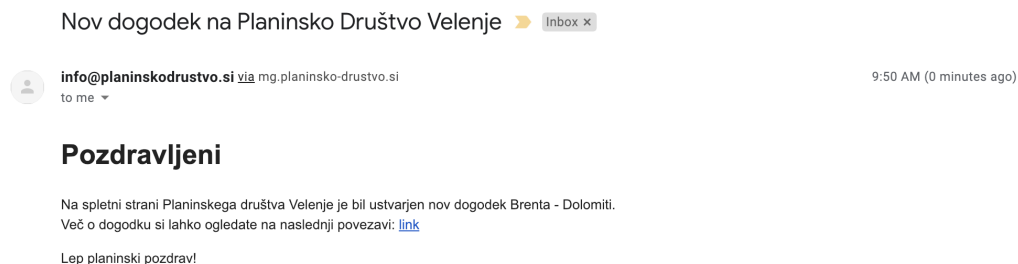 Nov dogodek na Planinsko Društvo Velenje Inbox ×
info@planinskodrustvo.si via mg.planinsko-drustvo.si 9:50 AM (0 minutes ago)
to me
Pozdravljeni
Na spletni strani Planinskega društva Velenje je bil ustvarjen nov dogodek Brenta - Dolomiti.
Več o dogodku si lahko ogledate na naslednji povezavi: link
Lep planinski pozdrav!